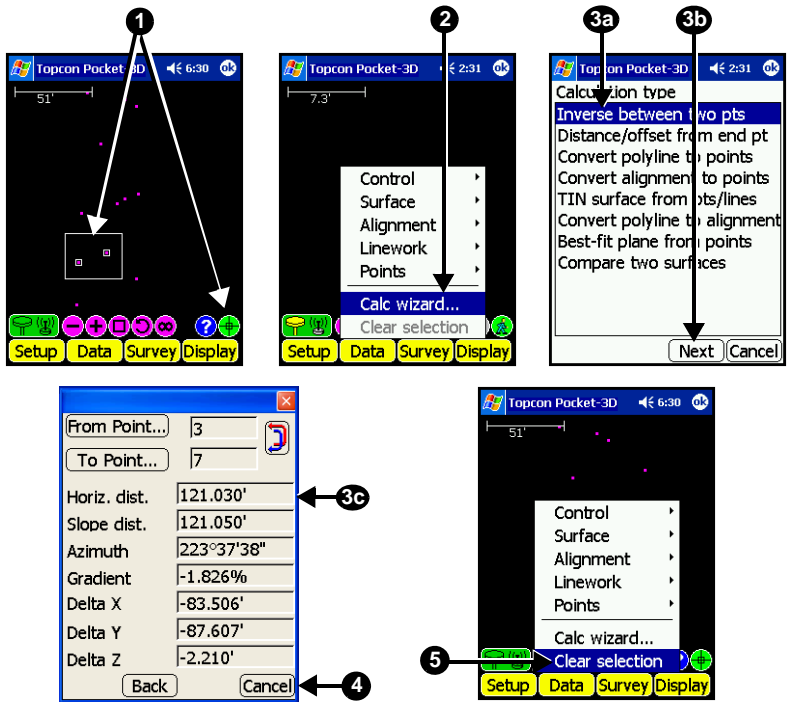 1
2
3a
3b
Topcon Pocket-3D 6:30 ok
51'
?
Setup Data Survey Display
Topcon Pocket-3D 2:31 ok
7.3'
Control
Surface
Alignment
Linework
Points
Calc wizard...
Clear selection
Setup Data Survey Display
Topcon Pocket-3D 2:31 ok
Calculation type
Inverse between two pts
Distance/offset from end pt
Convert polyline to points
Convert alignment to points
TIN surface from pts/lines
Convert polyline to alignment
Best-fit plane from points
Compare two surfaces
Next Cancel
From Point... 3
To Point... 7
Horiz. dist. 121.030'
3c
Slope dist. 121.050'
Azimuth 223°37'38"
Gradient -1.826%
Delta X -83.506'
Delta Y -87.607'
Delta Z -2.210'
Back Cancel
4
Topcon Pocket-3D 6:30 ok
51'
Control
Surface
Alignment
Linework
Points
Calc wizard...
5
Clear selection
Setup Data Survey Display